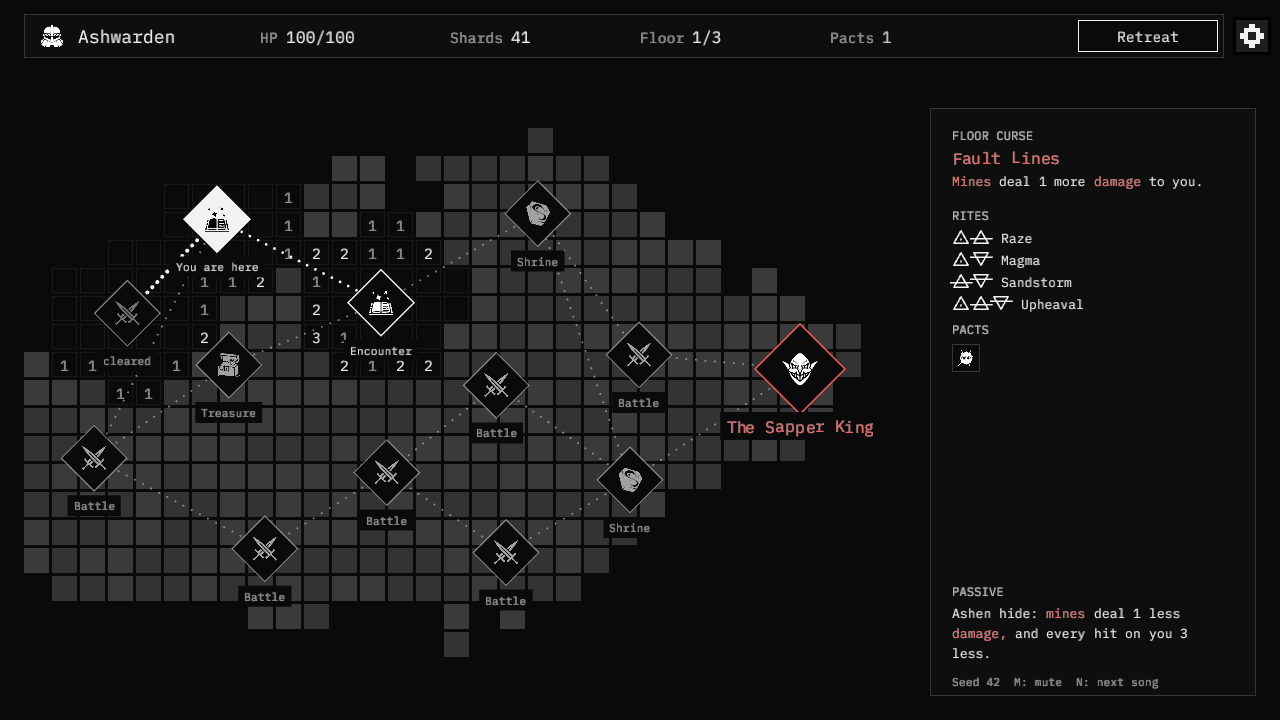 Ashwarden
HP 100/100
Shards 41
Floor 1/3
Pacts 1
Retreat
1
1 1 1
1 2 2 1 1 2
You are here
1 1 2 1
1 2
2 3 1
Encounter
1 1 cleared 1 2 1 2 2
1 1
Shrine
Treasure
Battle
Battle
The Sapper King
Battle
Battle
Shrine
Battle
Battle
FLOOR CURSE
Fault Lines
Mines deal 1 more damage to you.
RITES
Raze
Magma
Sandstorm
Upheaval
PACTS
PASSIVE
Ashen hide: mines deal 1 less
damage, and every hit on you 3
less.
Seed 42 M: mute N: next song